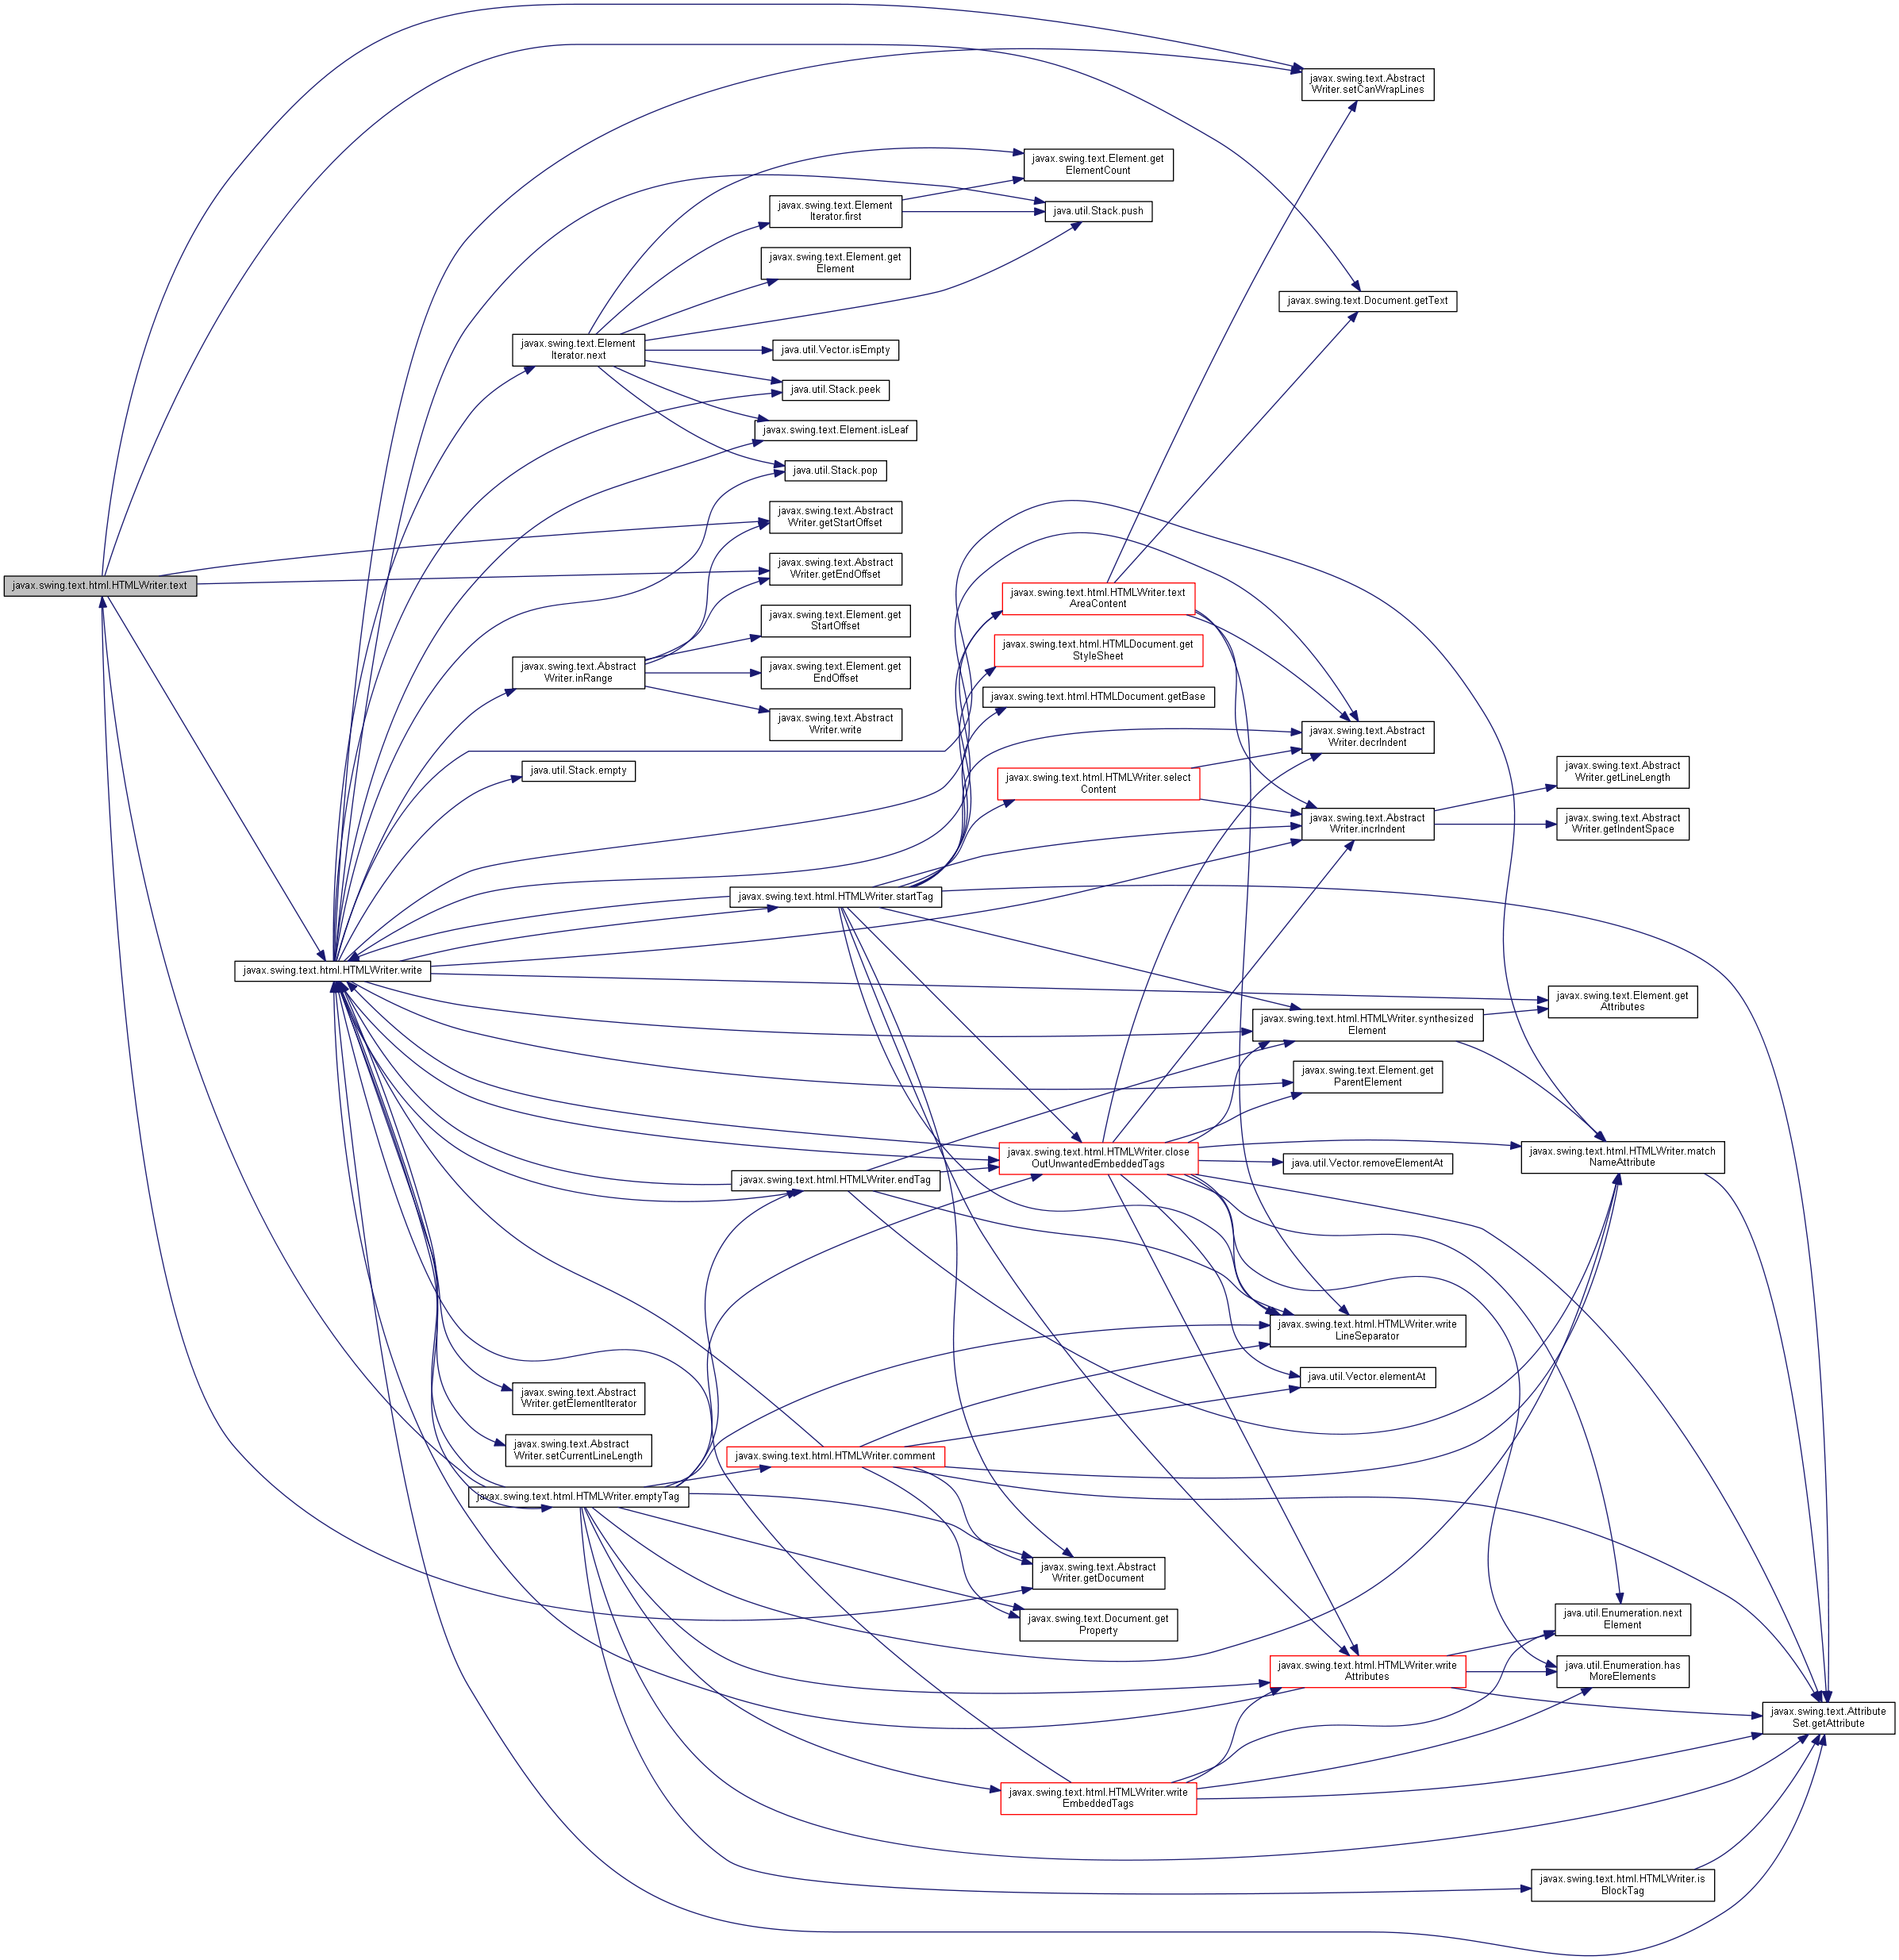 javax.swing.text.Abstract
Writer.setCanWrapLines
javax.swing.text.Element.get
ElementCount
javax.swing.text.Element
Iterator.first
java.util.Stack.push
javax.swing.text.Element.get
Element
javax.swing.text.Document.getText
javax.swing.text.Element
Iterator.next
java.util.Vector.isEmpty
java.util.Stack.peek
javax.swing.text.Element.isLeaf
java.util.Stack.pop
javax.swing.text.Abstract
Writer.getStartOffset
javax.swing.text.Abstract
Writer.getEndOffset
javax.swing.text.html.HTMLWriter.text
javax.swing.text.html.HTMLWriter.text
AreaContent
javax.swing.text.Element.get
StartOffset
javax.swing.text.html.HTMLDocument.get
StyleSheet
javax.swing.text.Abstract
Writer.inRange
javax.swing.text.Element.get
EndOffset
javax.swing.text.html.HTMLDocument.getBase
javax.swing.text.Abstract
Writer.write
javax.swing.text.Abstract
Writer.decrIndent
java.util.Stack.empty
javax.swing.text.html.HTMLWriter.select
Content
javax.swing.text.Abstract
Writer.getLineLength
javax.swing.text.Abstract
Writer.incrIndent
javax.swing.text.Abstract
Writer.getIndentSpace
javax.swing.text.html.HTMLWriter.startTag
javax.swing.text.html.HTMLWriter.write
javax.swing.text.Element.get
Attributes
javax.swing.text.html.HTMLWriter.synthesized
Element
javax.swing.text.Element.get
ParentElement
javax.swing.text.html.HTMLWriter.close
OutUnwantedEmbeddedTags
javax.swing.text.html.HTMLWriter.match
NameAttribute
java.util.Vector.removeElementAt
javax.swing.text.html.HTMLWriter.endTag
javax.swing.text.html.HTMLWriter.write
LineSeparator
java.util.Vector.elementAt
javax.swing.text.Abstract
Writer.getElementIterator
javax.swing.text.Abstract
Writer.setCurrentLineLength
javax.swing.text.html.HTMLWriter.comment
javax.swing.text.html.HTMLWriter.emptyTag
javax.swing.text.Abstract
Writer.getDocument
javax.swing.text.Document.get
Property
java.util.Enumeration.next
Element
javax.swing.text.html.HTMLWriter.write
Attributes
java.util.Enumeration.has
MoreElements
javax.swing.text.Attribute
Set.getAttribute
javax.swing.text.html.HTMLWriter.write
EmbeddedTags
javax.swing.text.html.HTMLWriter.is
BlockTag